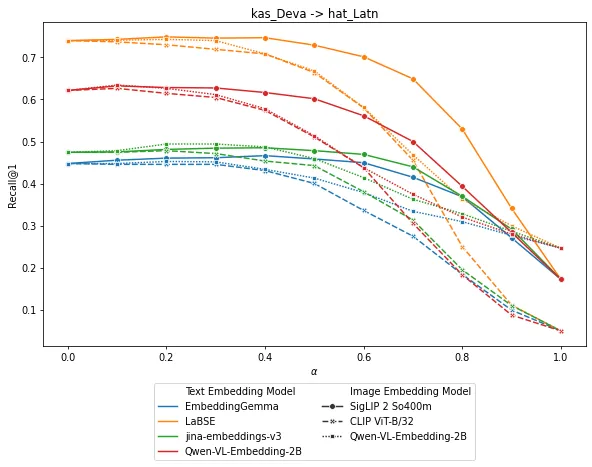 kas_Deva -> hat_Latn
Recall@1
0.7
0.6
0.5
0.4
0.3
0.2
0.1
0.0 0.2 0.4 0.6 0.8 1.0
α
Text Embedding Model Image Embedding Model
EmbeddingGemma SigLIP 2 So400m
LaBSE CLIP ViT-B/32
jina-embeddings-v3 Qwen-VL-Embedding-2B
Qwen-VL-Embedding-2B